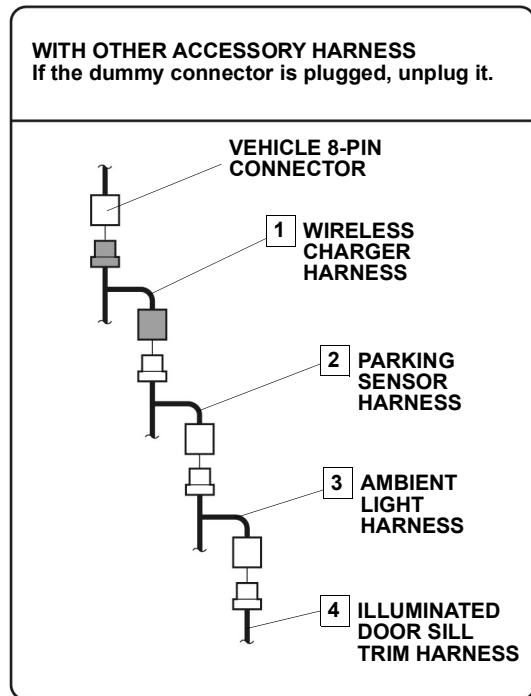 WITH OTHER ACCESSORY HARNESS
If the dummy connector is plugged, unplug it.
VEHICLE 8-PIN
CONNECTOR
1 WIRELESS
CHARGER
HARNESS
2 PARKING
SENSOR
HARNESS
3 AMBIENT
LIGHT
HARNESS
4 ILLUMINATED
DOOR SILL
TRIM HARNESS